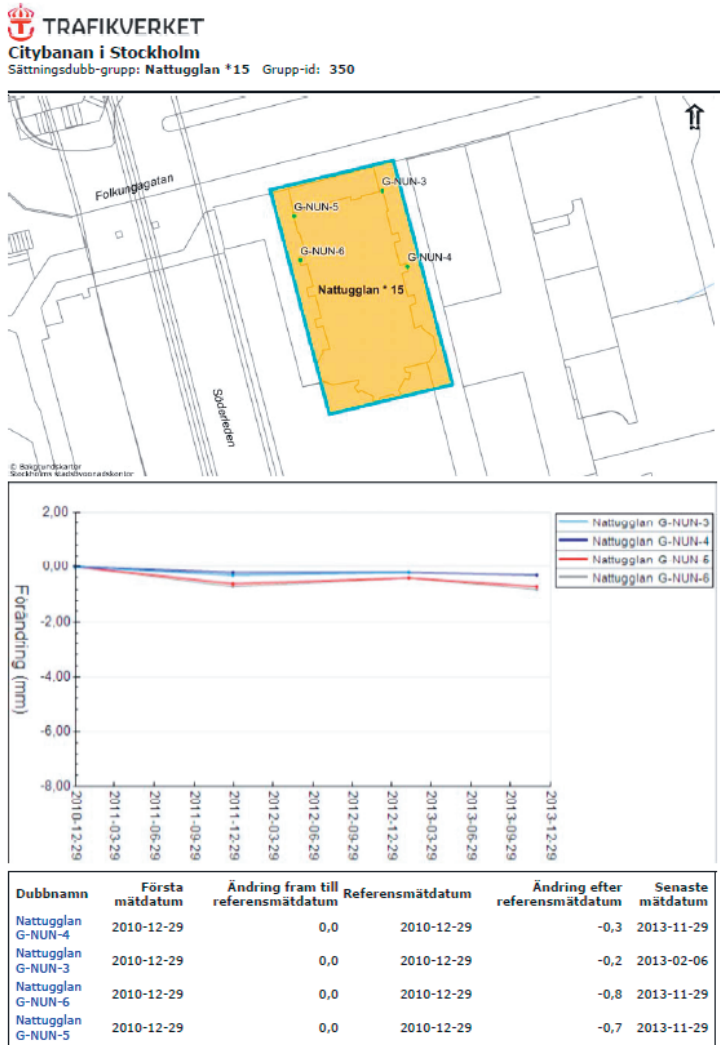 TRAFIKVERKET
Citybanan i Stockholm
Sättningsdubb-grupp: Nattugglan *15 Grupp-id: 350
Folkungagatan
G-NUN-3
G-NUN-5
G-NUN-6
G-NUN-4
Nattugglan * 15
Söderleden
© Bakgrundskartor
Stockholms stadsbyggnadskontor
2,00
0,00
-2,00
-4,00
-6,00
-8,00
Förändring (mm)
Nattugglan G-NUN-3
Nattugglan G-NUN-4
Nattugglan G-NUN-5
Nattugglan G-NUN-6
2010-12-29
2011-03-29
2011-06-29
2011-09-29
2011-12-29
2012-03-29
2012-06-29
2012-09-29
2012-12-29
2013-03-29
2013-06-29
2013-09-29
2013-12-29
Dubbnamn Första mätdatum Ändring fram till referensmätdatum Referensmätdatum Ändring efter referensmätdatum Senaste mätdatum
Nattugglan G-NUN-4 2010-12-29 0,0 2010-12-29 -0,3 2013-11-29
Nattugglan G-NUN-3 2010-12-29 0,0 2010-12-29 -0,2 2013-02-06
Nattugglan G-NUN-6 2010-12-29 0,0 2010-12-29 -0,8 2013-11-29
Nattugglan G-NUN-5 2010-12-29 0,0 2010-12-29 -0,7 2013-11-29